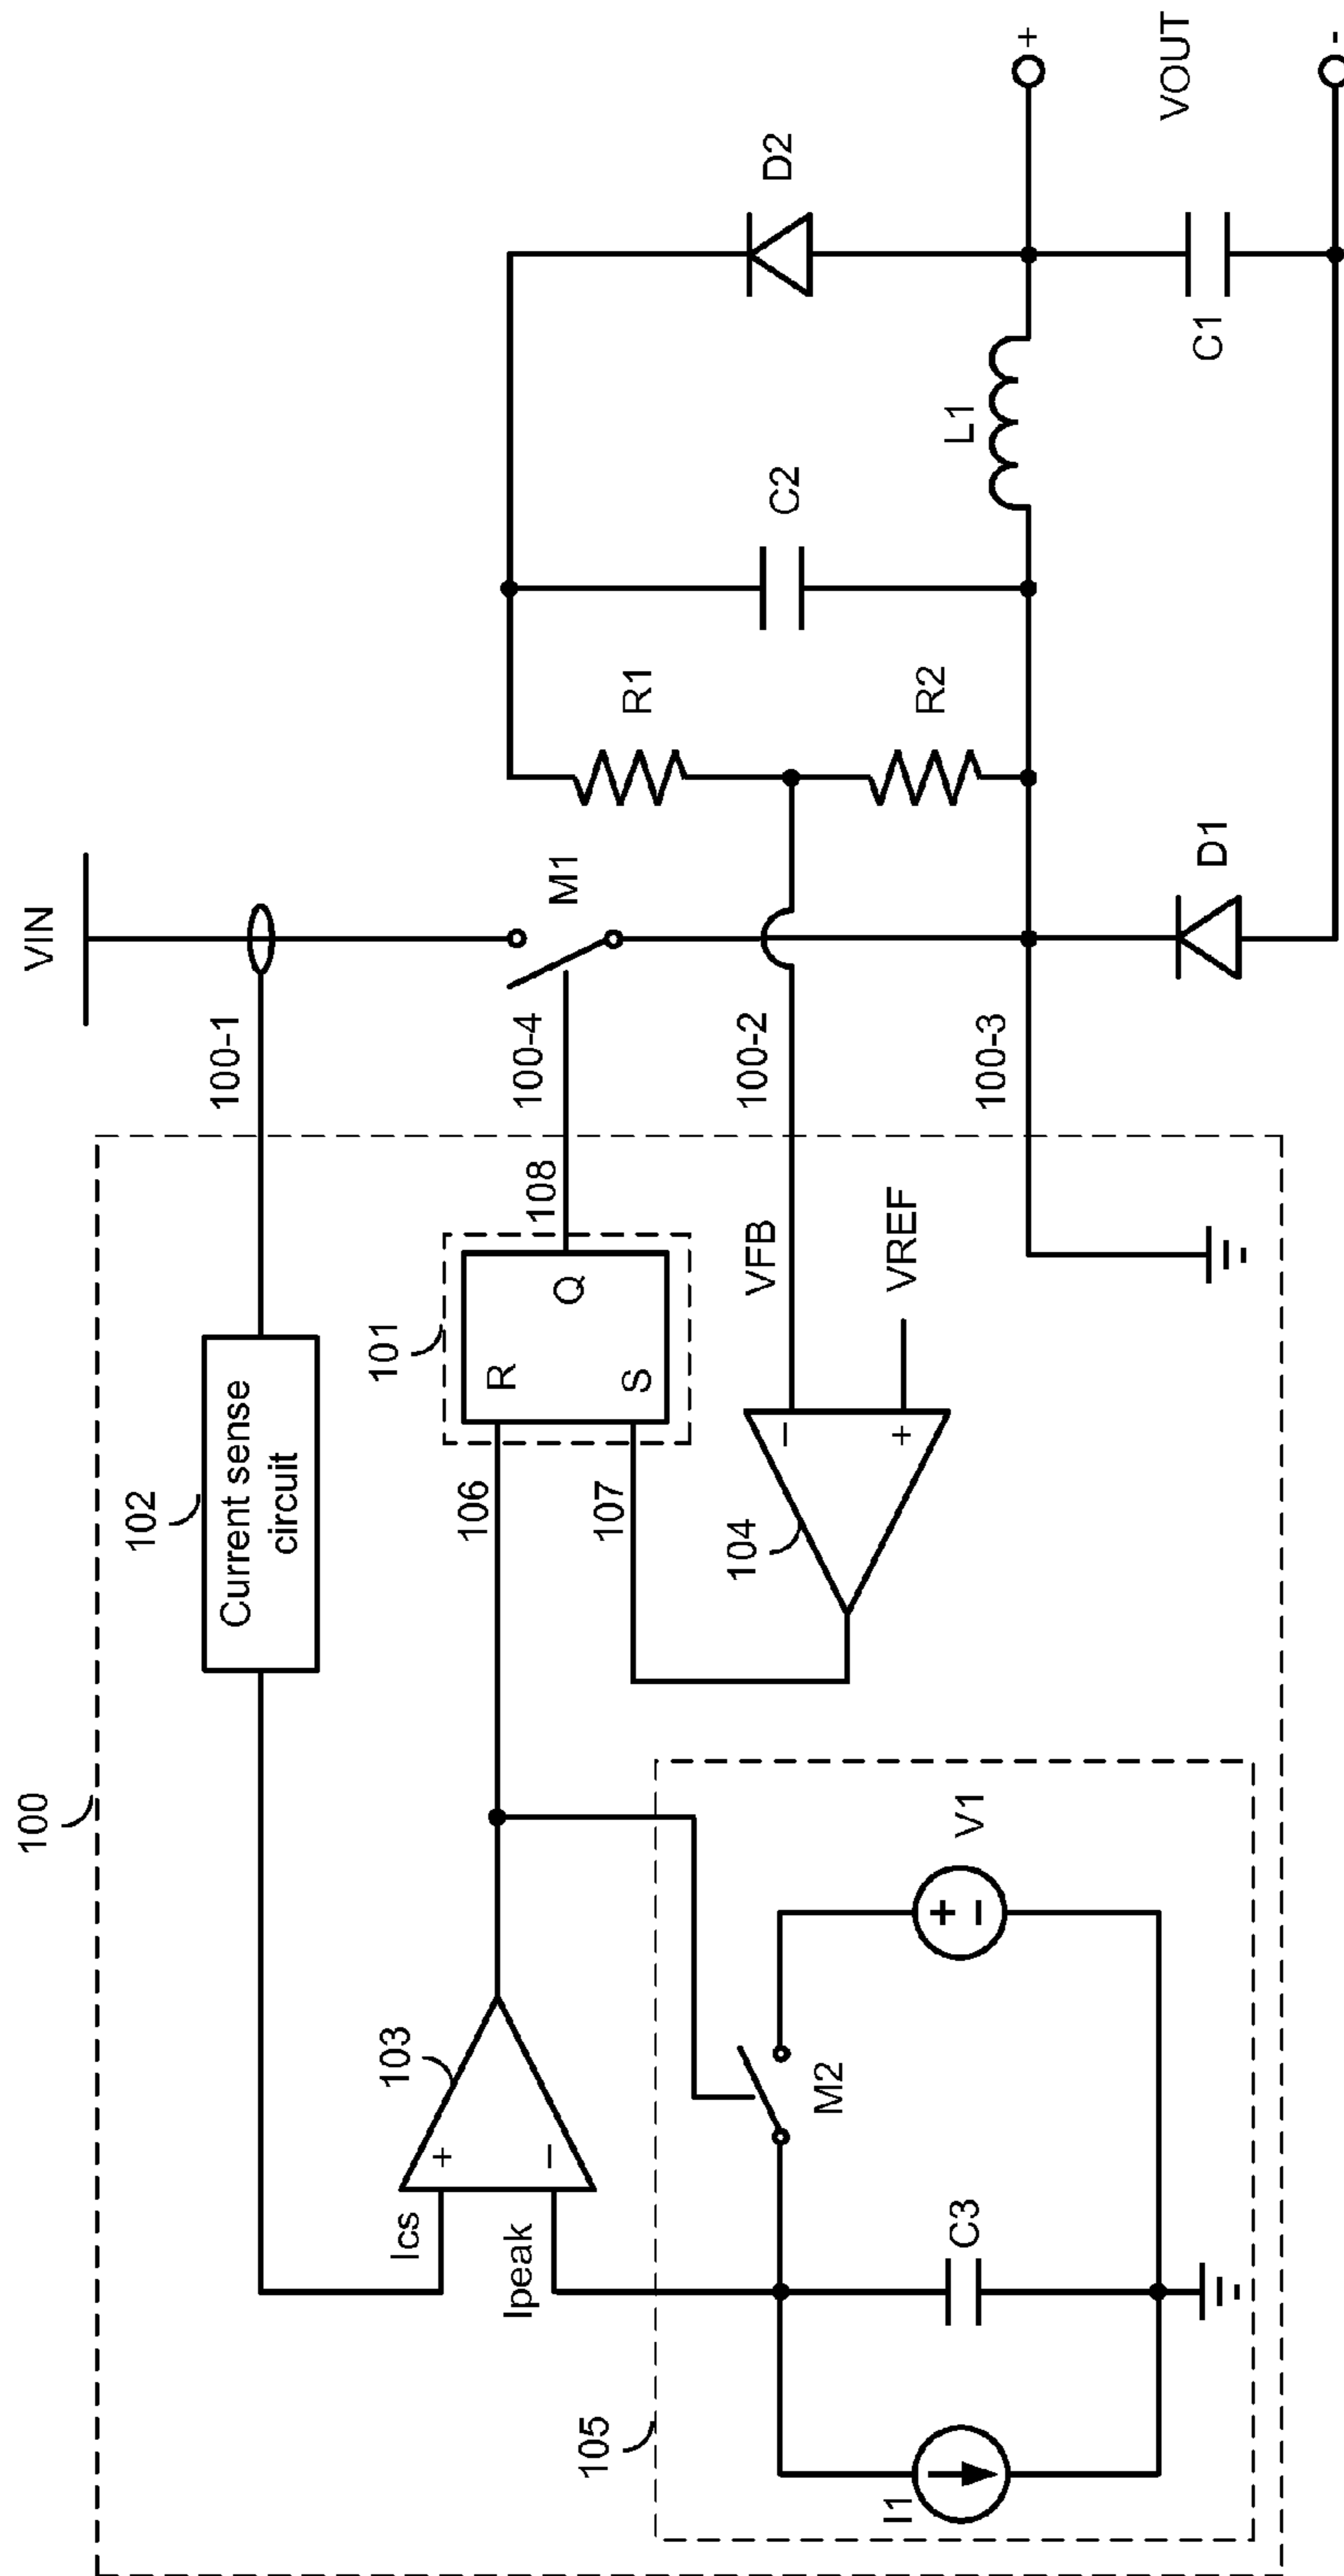 VIN
100
102
Current sense
circuit
100-1
101
R
Q
S
108
100-4
M1
106
107
103
+
−
Ics
Ipeak
104
−
+
VFB
VREF
100-2
100-3
R1
R2
C2
L1
D2
D1
C1
+
VOUT
-
105
I1
C3
M2
V1
+
−